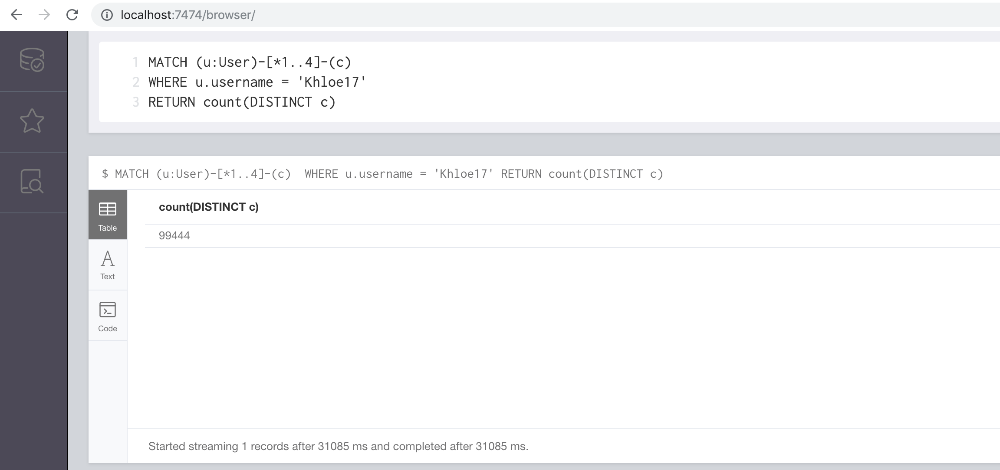 localhost:7474/browser/
1 MATCH (u:User)-[*1..4]-(c)
2 WHERE u.username = 'Khloe17'
3 RETURN count(DISTINCT c)
$ MATCH (u:User)-[*1..4]-(c)  WHERE u.username = 'Khloe17' RETURN count(DISTINCT c)
count(DISTINCT c)
Table
99444
A
Text
Code
Started streaming 1 records after 31085 ms and completed after 31085 ms.